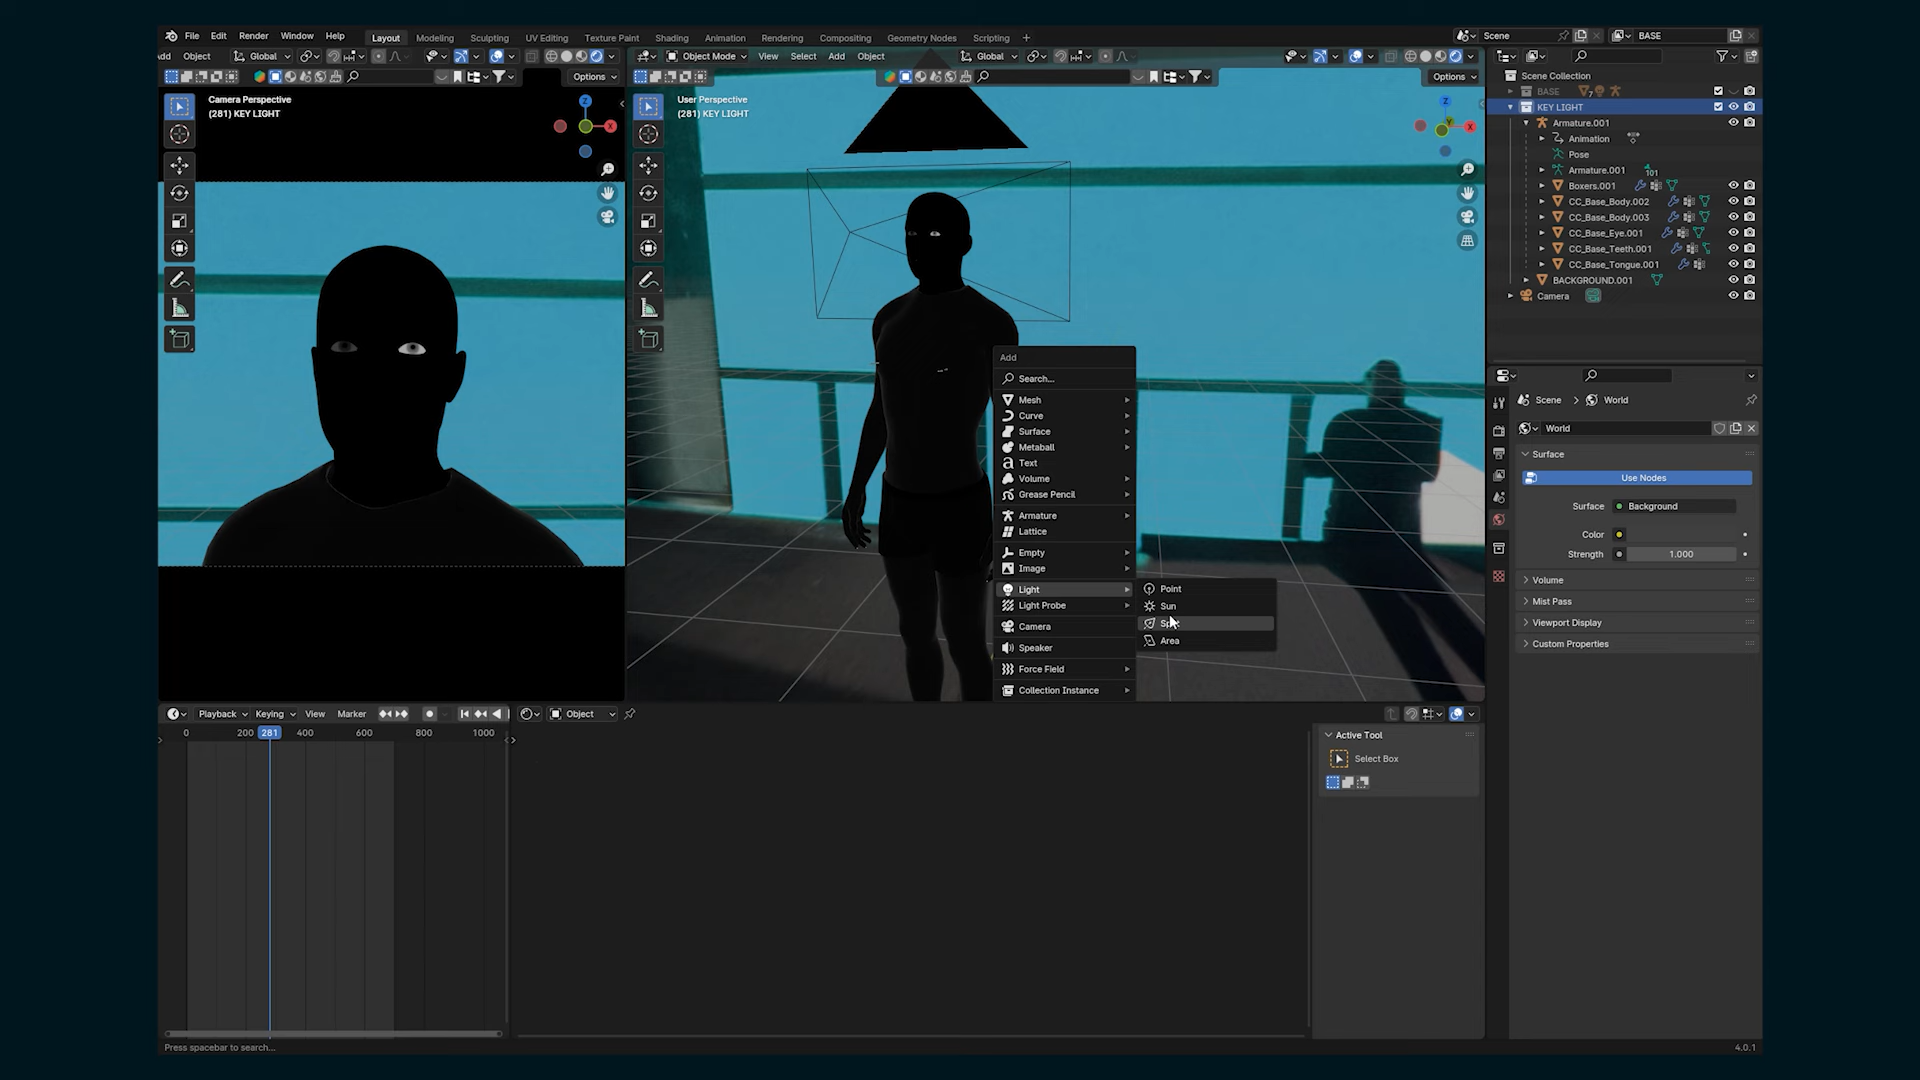 File Edit Render Window Help Layout Modeling Sculpting UV Editing Texture Paint Shading Animation Rendering Compositing Geometry Nodes Scripting + Scene BASE
Add Object Global Object Mode View Select Add Object Global
Options Options
Camera Perspective
(281) KEY LIGHT
User Perspective
(281) KEY LIGHT
Z
X
Z
Y
X
Scene Collection
BASE 7
KEY LIGHT
Armature.001
Animation
Pose
Armature.001 101
Boxers.001
CC_Base_Body.002
CC_Base_Body.003
CC_Base_Eye.001
CC_Base_Teeth.001
CC_Base_Tongue.001
BACKGROUND.001
Camera
Add
Search...
Mesh
Curve
Surface
Metaball
Text
Volume
Grease Pencil
Armature
Lattice
Empty
Image
Light
Light Probe
Camera
Speaker
Force Field
Collection Instance
Point
Sun
Area
Scene > World
World
Surface
Use Nodes
Surface Background
Color
Strength 1.000
Volume
Mist Pass
Viewport Display
Custom Properties
Playback Keying View Marker Object
0 200 281 400 600 800 1000
Active Tool
Select Box
Press spacebar to search...
4.0.1